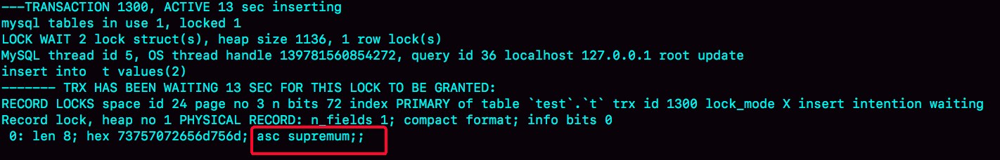 ---TRANSACTION 1300, ACTIVE 13 sec inserting
mysql tables in use 1, locked 1
LOCK WAIT 2 lock struct(s), heap size 1136, 1 row lock(s)
MySQL thread id 5, OS thread handle 139781560854272, query id 36 localhost 127.0.0.1 root update
insert into  t values(2)
------- TRX HAS BEEN WAITING 13 SEC FOR THIS LOCK TO BE GRANTED:
RECORD LOCKS space id 24 page no 3 n bits 72 index PRIMARY of table `test`.`t` trx id 1300 lock_mode X insert intention waiting
Record lock, heap no 1 PHYSICAL RECORD: n_fields 1; compact format; info bits 0
 0: len 8; hex 73757072656d756d; asc supremum;;